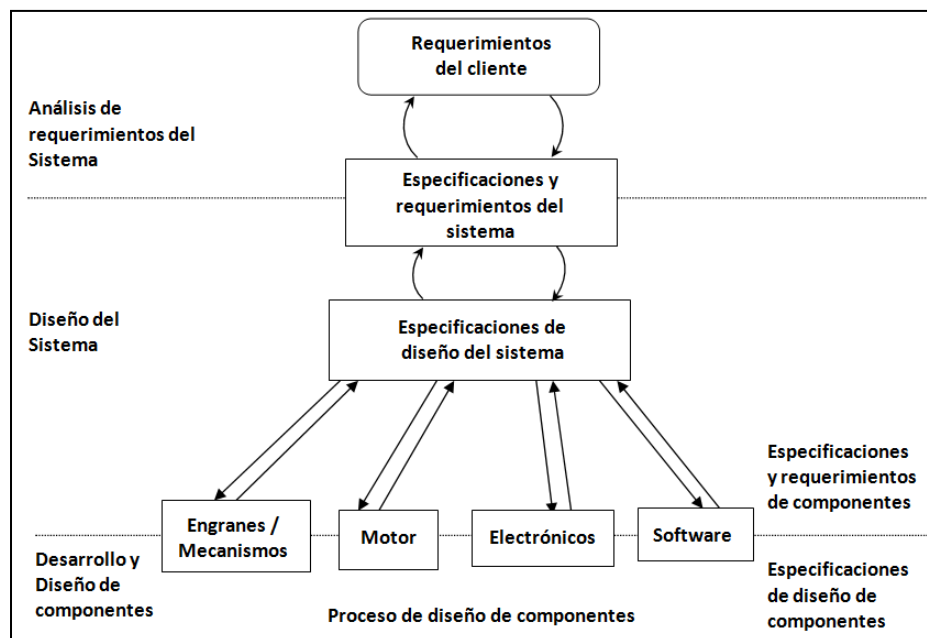 Requerimientos
del cliente
Análisis de
requerimientos del
Sistema
Especificaciones y
requerimientos del
sistema
Diseño del
Sistema
Especificaciones de
diseño del sistema
Especificaciones
y requerimientos
de componentes
Engranes /
Mecanismos
Motor
Electrónicos
Software
Desarrollo y
Diseño de
componentes
Proceso de diseño de componentes
Especificaciones
de diseño de
componentes